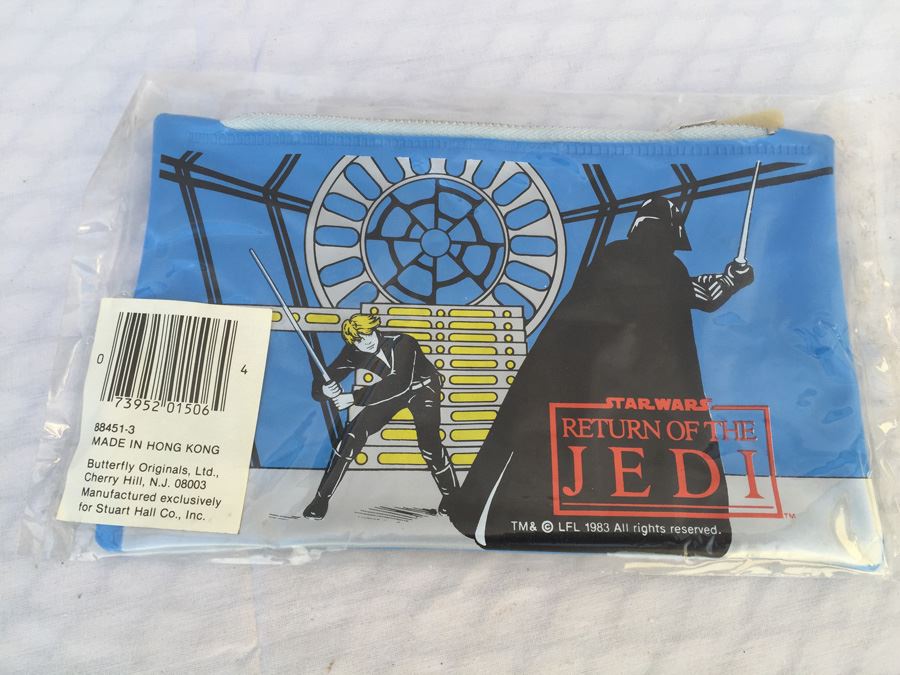 0 73952 01506 4
88451-3
MADE IN HONG KONG
Butterfly Originals, Ltd.,
Cherry Hill, N.J. 08003
Manufactured exclusively
for Stuart Hall Co., Inc.
STAR WARS
RETURN OF THE
JEDI
TM
TM& © LFL 1983 All rights reserved.